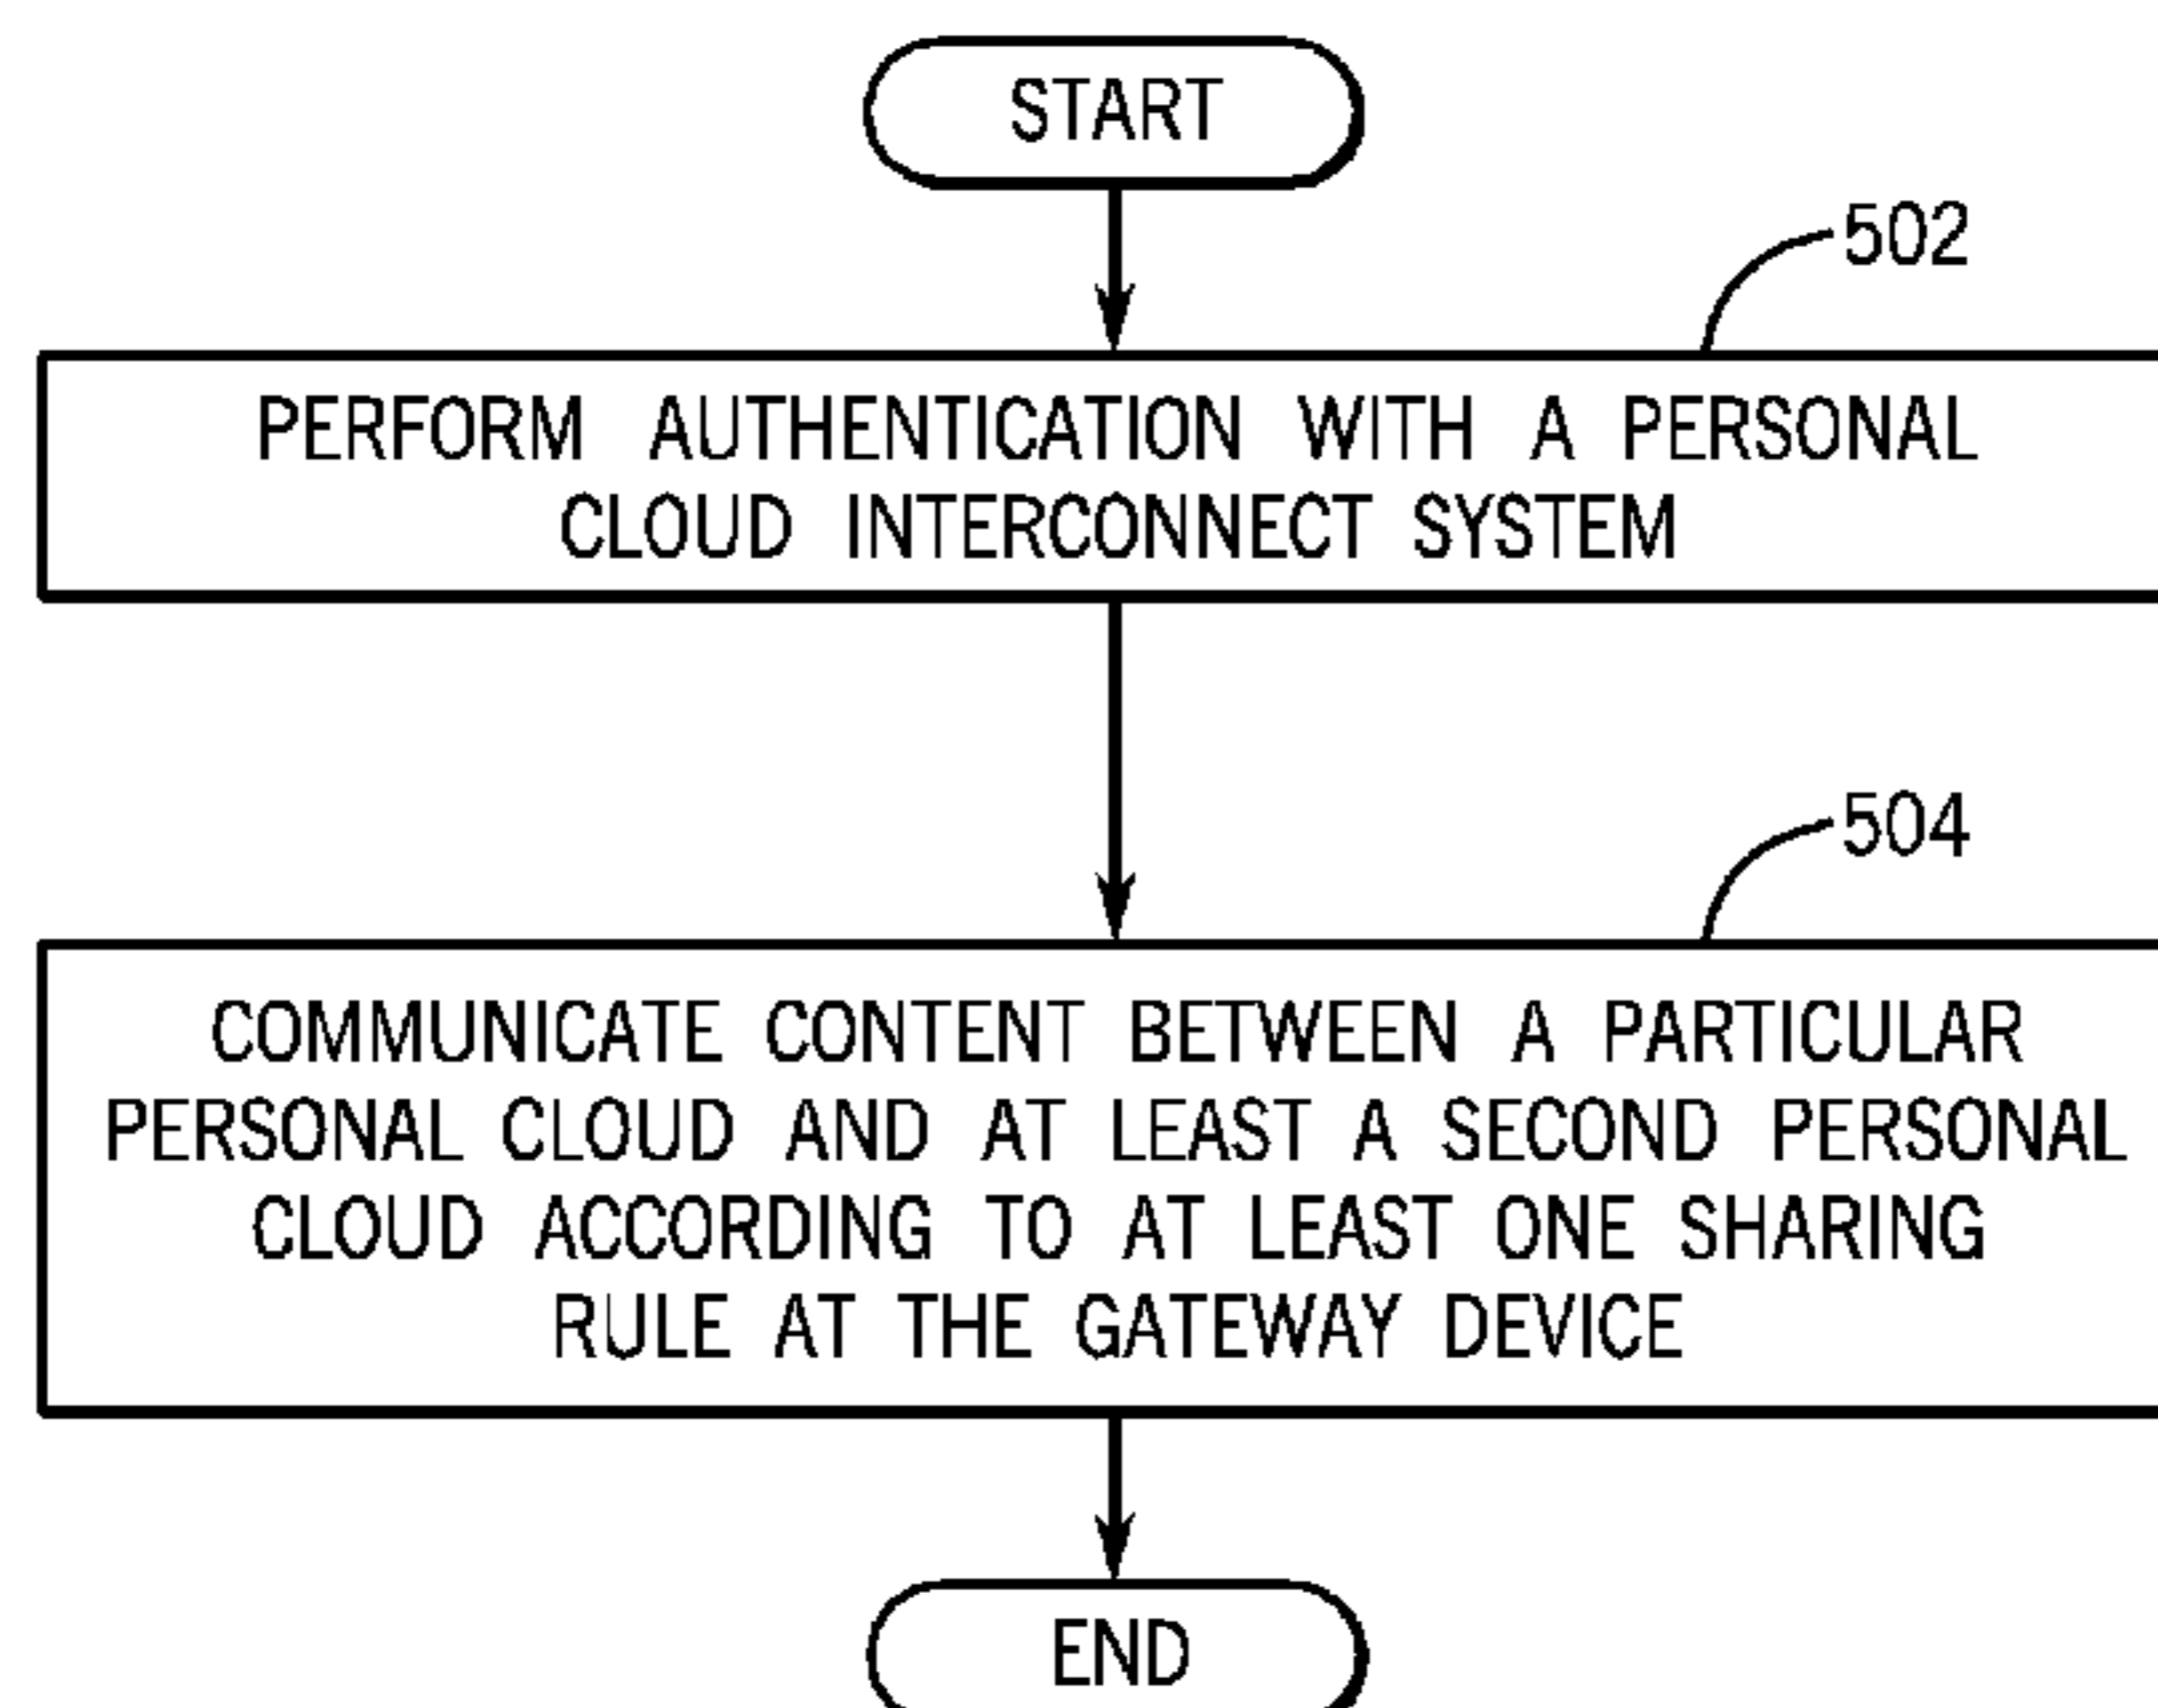 START
502
PERFORM AUTHENTICATION WITH A PERSONAL
CLOUD INTERCONNECT SYSTEM
504
COMMUNICATE CONTENT BETWEEN A PARTICULAR
PERSONAL CLOUD AND AT LEAST A SECOND PERSONAL
CLOUD ACCORDING TO AT LEAST ONE SHARING
RULE AT THE GATEWAY DEVICE
END